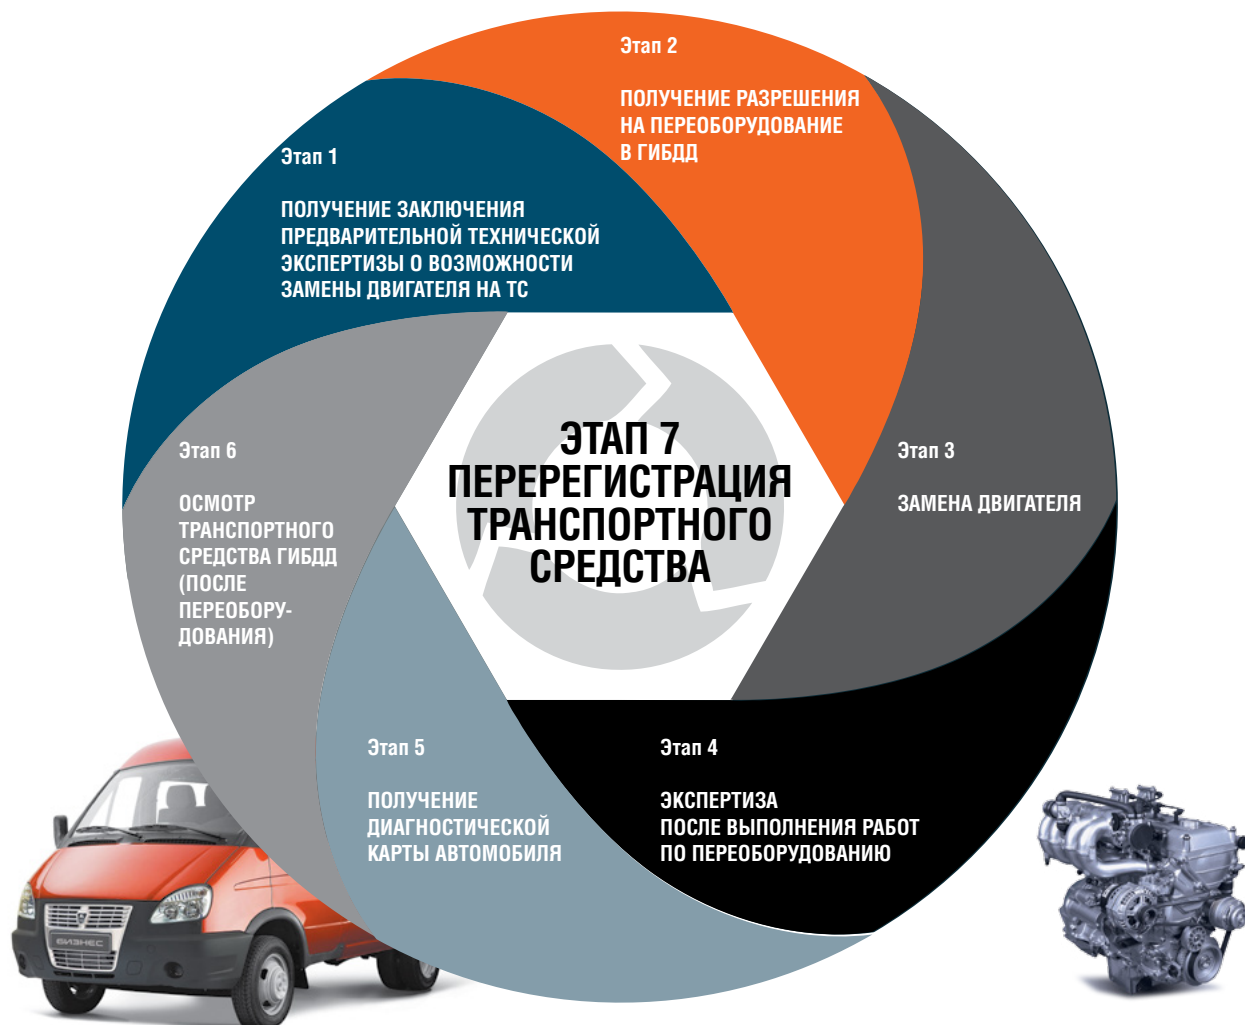 Этап 1
ПОЛУЧЕНИЕ ЗАКЛЮЧЕНИЯ
ПРЕДВАРИТЕЛЬНОЙ ТЕХНИЧЕСКОЙ
ЭКСПЕРТИЗЫ О ВОЗМОЖНОСТИ
ЗАМЕНЫ ДВИГАТЕЛЯ НА ТС
Этап 2
ПОЛУЧЕНИЕ РАЗРЕШЕНИЯ
НА ПЕРЕОБОРУДОВАНИЕ
В ГИБДД
Этап 3
ЗАМЕНА ДВИГАТЕЛЯ
Этап 4
ЭКСПЕРТИЗА
ПОСЛЕ ВЫПОЛНЕНИЯ РАБОТ
ПО ПЕРЕОБОРУДОВАНИЮ
Этап 5
ПОЛУЧЕНИЕ
ДИАГНОСТИЧЕСКОЙ
КАРТЫ АВТОМОБИЛЯ
Этап 6
ОСМОТР
ТРАНСПОРТНОГО
СРЕДСТВА ГИБДД
(ПОСЛЕ
ПЕРЕОБОРУ-
ДОВАНИЯ)
ЭТАП 7
ПЕРЕРЕГИСТРАЦИЯ
ТРАНСПОРТНОГО
СРЕДСТВА
БИЗНЕС